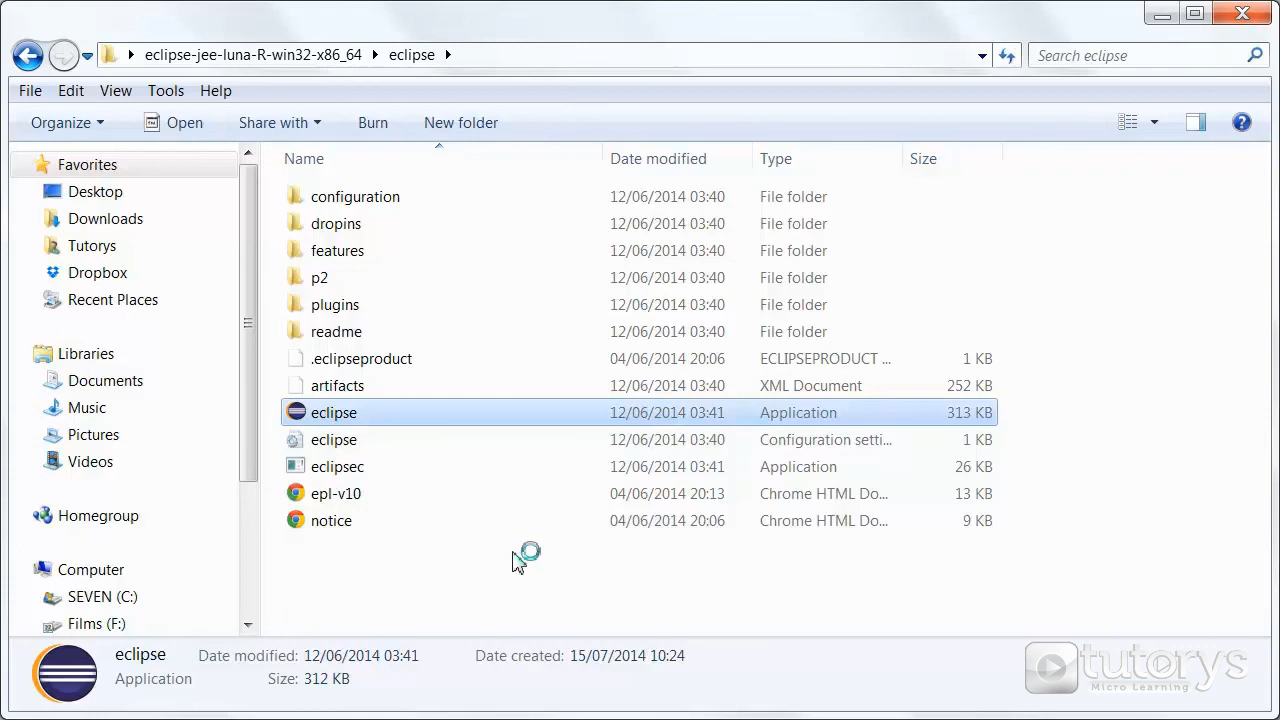 eclipse-jee-luna-R-win32-x86_64 eclipse
Search eclipse
File Edit View Tools Help
Organize Open Share with Burn New folder
Name Date modified Type Size
Favorites
Desktop
Downloads
Tutorys
Dropbox
Recent Places
Libraries
Documents
Music
Pictures
Videos
Homegroup
Computer
SEVEN (C:)
Films (F:)
configuration 12/06/2014 03:40 File folder
dropins 12/06/2014 03:40 File folder
features 12/06/2014 03:40 File folder
p2 12/06/2014 03:40 File folder
plugins 12/06/2014 03:40 File folder
readme 12/06/2014 03:40 File folder
.eclipseproduct 04/06/2014 20:06 ECLIPSEPRODUCT ... 1 KB
artifacts 12/06/2014 03:40 XML Document 252 KB
eclipse 12/06/2014 03:41 Application 313 KB
eclipse 12/06/2014 03:40 Configuration setti... 1 KB
eclipsec 12/06/2014 03:41 Application 26 KB
epl-v10 04/06/2014 20:13 Chrome HTML Do... 13 KB
notice 04/06/2014 20:06 Chrome HTML Do... 9 KB
eclipse Date modified: 12/06/2014 03:41 Date created: 15/07/2014 10:24
Application Size: 312 KB
tutorys
Micro Learning